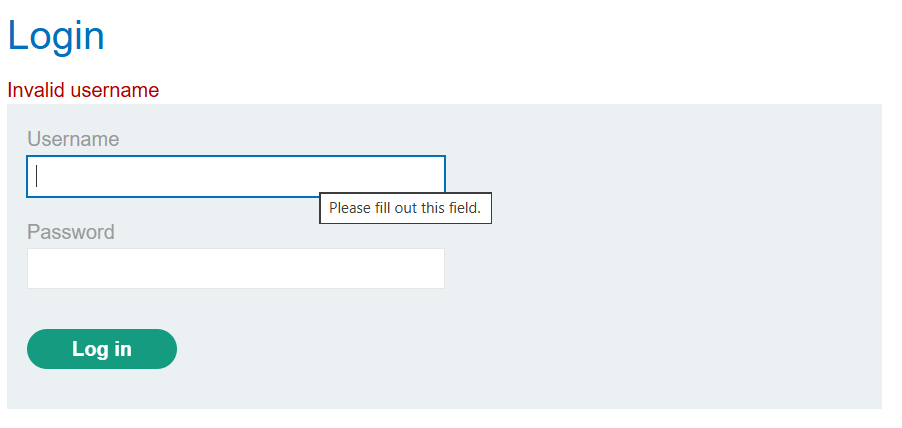 Login
Invalid username
Username
Please fill out this field.
Password
Log in